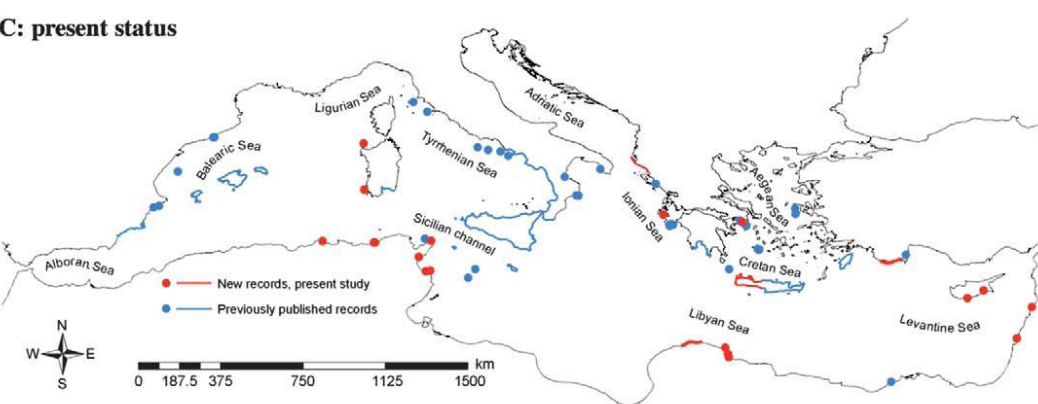 C: present status
Ligurian Sea
Adriatic Sea
Balearic Sea
Tyrrhenian Sea
Aegean Sea
Ionian Sea
Sicilian channel
Alboran Sea
Cretan Sea
New records, present study
Previously published records
Libyan Sea
Levantine Sea
N
W E
S
km
0 187.5 375 750 1125 1500